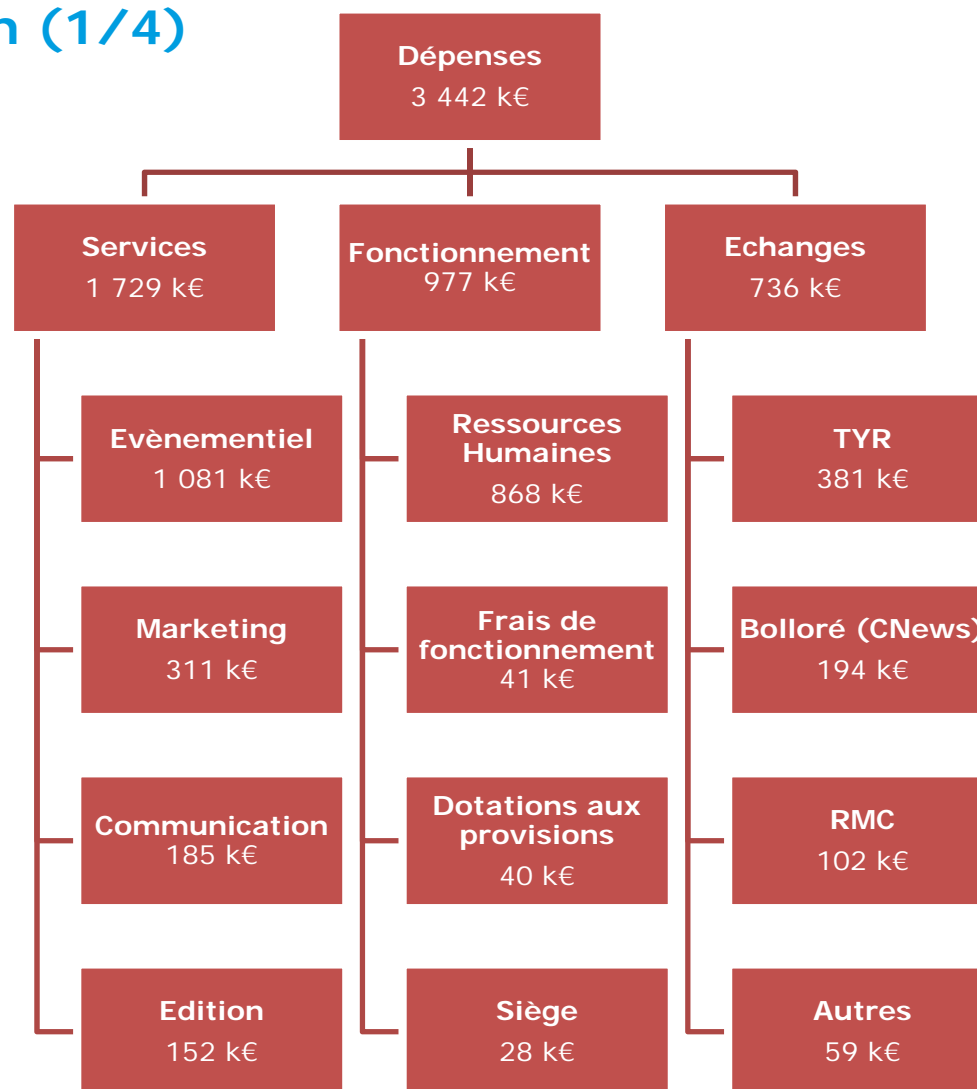 n (1/4)
Dépenses
3 442 k€
Services
1 729 k€
Fonctionnement
977 k€
Echanges
736 k€
Evènementiel
1 081 k€
Ressources
Humaines
868 k€
TYR
381 k€
Marketing
311 k€
Frais de
fonctionnement
41 k€
Bolloré (CNews)
194 k€
Communication
185 k€
Dotations aux
provisions
40 k€
RMC
102 k€
Edition
152 k€
Siège
28 k€
Autres
59 k€